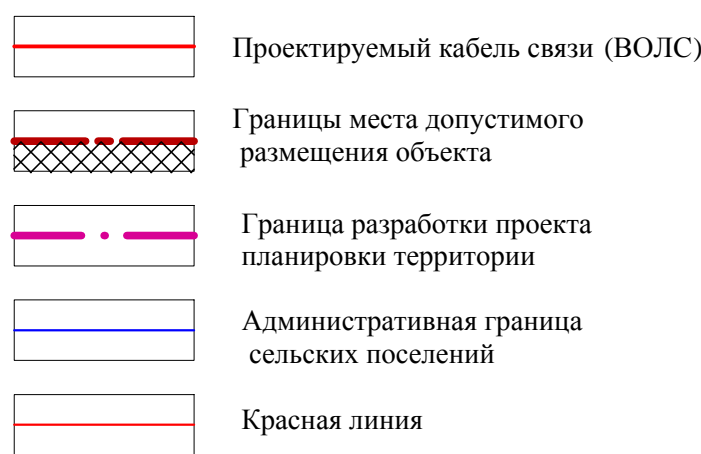 Проектируемый кабель связи (ВОЛС)
Границы места допустимого
размещения объекта
Граница разработки проекта
планировки территории
Административная граница
сельских поселений
Красная линия